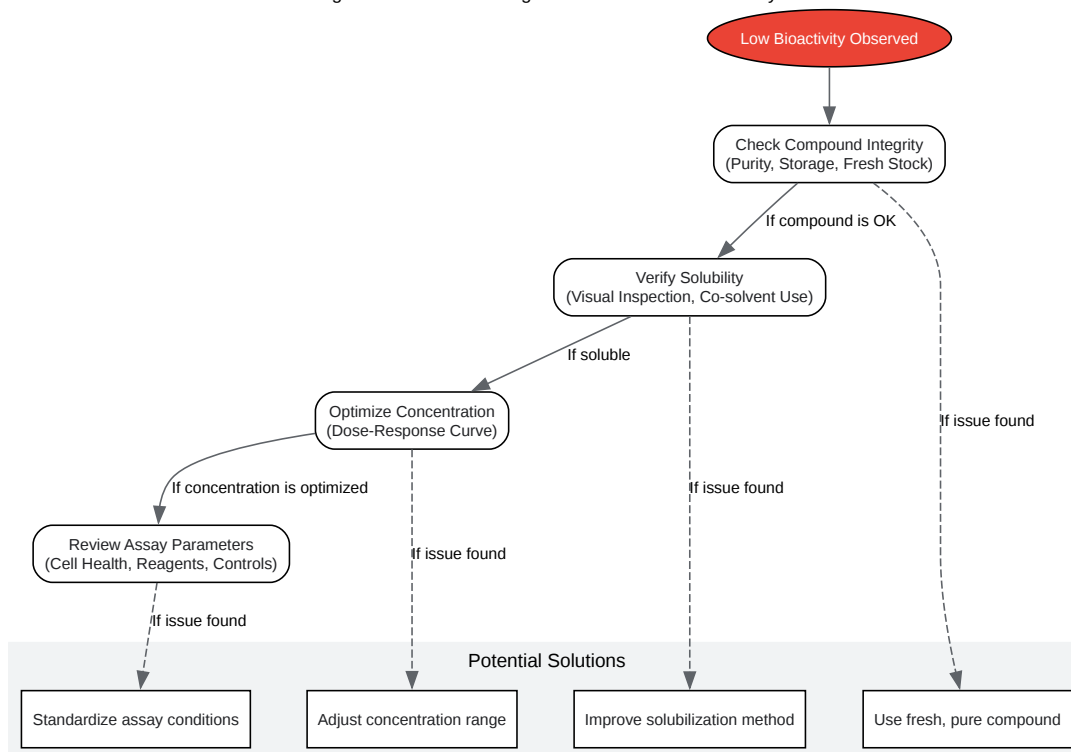 Low Bioactivity Observed
Check Compound Integrity
(Purity, Storage, Fresh Stock)
If compound is OK
Verify Solubility
(Visual Inspection, Co-solvent Use)
If soluble
Optimize Concentration
(Dose-Response Curve)
If issue found
If concentration is optimized
If issue found
Review Assay Parameters
(Cell Health, Reagents, Controls)
If issue found
If issue found
Potential Solutions
Standardize assay conditions
Adjust concentration range
Improve solubilization method
Use fresh, pure compound